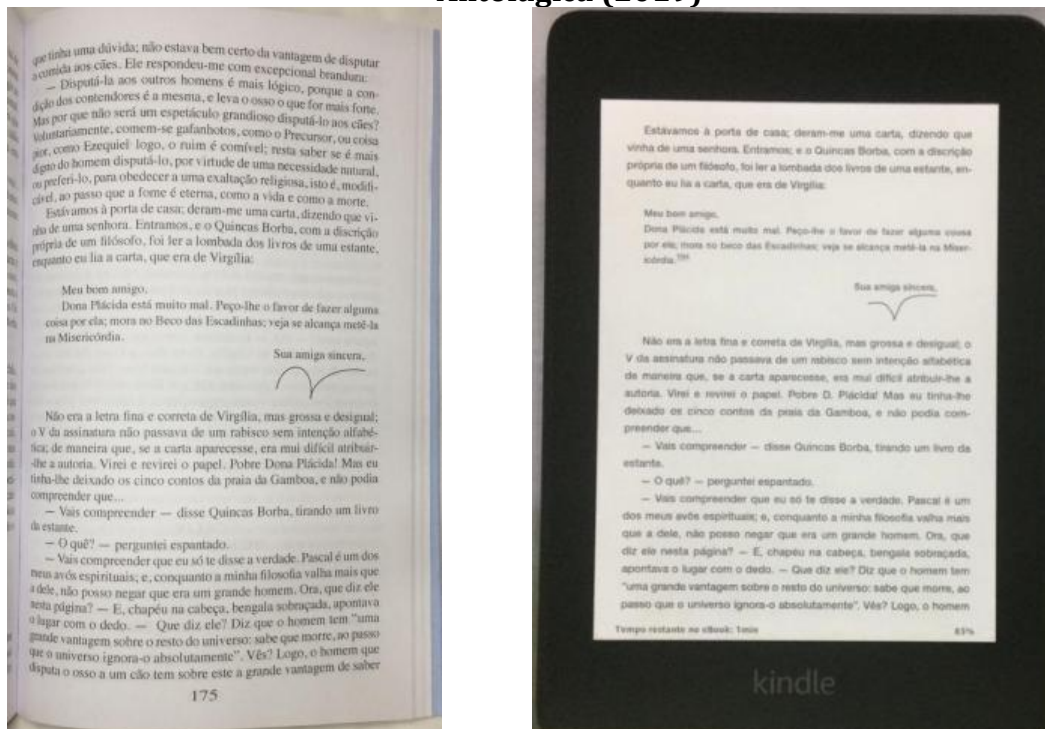 Antológica (2019)
que tinha uma dúvida; não estava bem certo da vantagem de disputar
a comida aos cães. Ele respondeu-me com excepcional brandura:
— Disputá-la aos outros homens é mais lógico, porque a con-
dição dos contendores é a mesma, e leva o osso o que for mais forte.
Mas por que não será um espetáculo grandioso disputá-lo aos cães?
Voluntariamente, comem-se gafanhotos, como o Precursor, ou coisa
pior, como Ezequiel; logo, o ruim é comível; resta saber se é mais
digno do homem disputá-lo, por virtude de uma necessidade natural,
ou preferi-lo, para obedecer a uma exaltação religiosa, isto é, modifi-
cável, ao passo que a fome é eterna, como a vida e como a morte.
Estávamos à porta de casa; deram-me uma carta, dizendo que vi-
nha de uma senhora. Entramos, e o Quincas Borba, com a discrição
própria de um filósofo, foi ler a lombada dos livros de uma estante,
enquanto eu lia a carta, que era de Virgília:
Meu bom amigo,
Dona Plácida está muito mal. Peço-lhe o favor de fazer alguma
coisa por ela; mora no Beco das Escadinhas; veja se alcança metê-la
na Misericórdia.
Sua amiga sincera,
Não era a letra fina e correta de Virgília, mas grossa e desigual;
o V da assinatura não passava de um rabisco sem intenção alfabé-
tica; de maneira que, se a carta aparecesse, era mui difícil atribuir-
-lhe a autoria. Virei e revirei o papel. Pobre Dona Plácida! Mas eu
tinha-lhe deixado os cinco contos da praia da Gamboa, e não podia
compreender que...
— Vais compreender — disse Quincas Borba, tirando um livro
da estante.
— O quê? — perguntei espantado.
— Vais compreender que eu só te disse a verdade. Pascal é um dos
meus avós espirituais; e, conquanto a minha filosofia valha mais que
a dele, não posso negar que era um grande homem. Ora, que diz ele
nesta página? — E, chapéu na cabeça, bengala sobraçada, apontava
o lugar com o dedo. — Que diz ele? Diz que o homem tem "uma
grande vantagem sobre o resto do universo: sabe que morre, ao passo
que o universo ignora-o absolutamente". Vês? Logo, o homem que
disputa o osso a um cão tem sobre este a grande vantagem de saber
175
Estávamos à porta de casa; deram-me uma carta, dizendo que
vinha de uma senhora. Entramos; e o Quincas Borba, com a discrição
própria de um filósofo, foi ler a lombada dos livros de uma estante, en-
quanto eu lia a carta, que era de Virgília:
Meu bom amigo,
Dona Plácida está muito mal. Peço-lhe o favor de fazer alguma cousa
por ela; mora no beco das Escadinhas; veja se alcança metê-la na Miser-
icórdia.
Sua amiga sincera,
Não era a letra fina e correta de Virgília, mas grossa e desigual; o
V da assinatura não passava de um rabisco sem intenção alfabética
de maneira que, se a carta aparecesse, era mui difícil atribuir-lhe a
autoria. Virei e revirei o papel. Pobre D. Plácida! Mas eu tinha-lhe
deixado os cinco contos da praia da Gamboa, e não podia com-
preender que...
— Vais compreender — disse Quincas Borba, tirando um livro da
estante.
— O quê? — perguntei espantado.
— Vais compreender que eu só te disse a verdade. Pascal é um
dos meus avós espirituais; e, conquanto a minha filosofia valha mais
que a dele, não posso negar que era um grande homem. Ora, que
diz ele nesta página? — E, chapéu na cabeça, bengala sobraçada,
apontava o lugar com o dedo. — Que diz ele? Diz que o homem tem
"uma grande vantagem sobre o resto do universo: sabe que morre, ao
passo que o universo ignora-o absolutamente". Vês? Logo, o homem
Tempo restante no eBook: 1min 83%
kindle